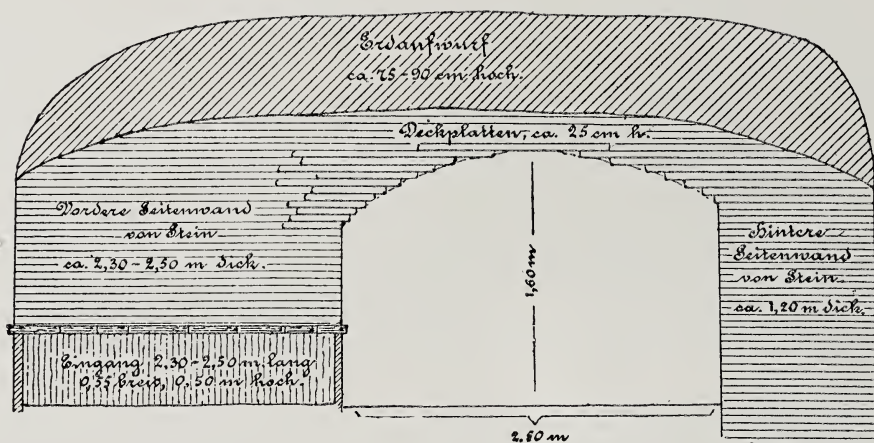 Erdaufwurf
ca. 75-90 cm hoch.
Deckplatten, ca. 25 cm h.
Vordere Seitenwand
von Stein
ca. 2,30-2,50 m dick.
Hintere
Seitenwand
von Stein
ca. 1,20 m dick.
1,60 m
Eingang, 2,30-2,50 m lang
0,55 breit, 0,50 m hoch.
2,80 m